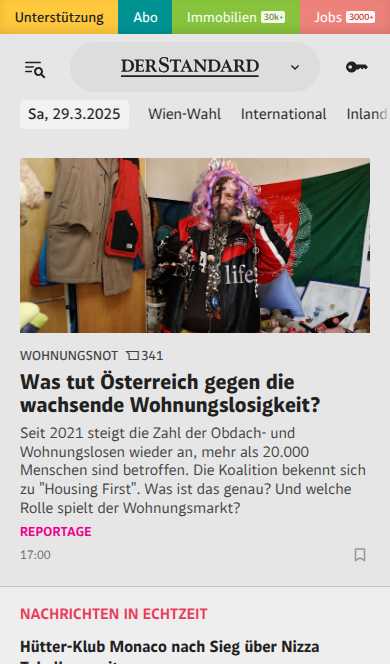 Unterstützung Abo Immobilien 30k+ Jobs 3000+
DERSTANDARD
Sa, 29.3.2025 Wien-Wahl International Inland
life
WOHNUNGSNOT 341
Was tut Österreich gegen die
wachsende Wohnungslosigkeit?
Seit 2021 steigt die Zahl der Obdach- und
Wohnungslosen wieder an, mehr als 20.000
Menschen sind betroffen. Die Koalition bekennt sich
zu "Housing First". Was ist das genau? Und welche
Rolle spielt der Wohnungsmarkt?
REPORTAGE
17:00
NACHRICHTEN IN ECHTZEIT
Hütter-Klub Monaco nach Sieg über Nizza